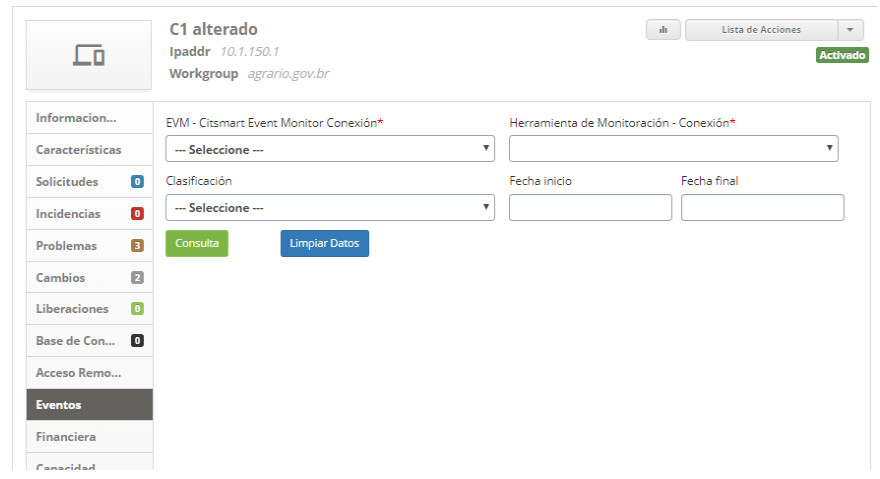 C1 alterado
Ipaddr 10.1.150.1
Workgroup agrario.gov.br
Lista de Acciones
Activado
Informacion...
Características
Solicitudes 0
Incidencias 0
Problemas 3
Cambios 2
Liberaciones 0
Base de Con... 0
Acceso Remo...
Eventos
Financiera
Capacidad
EVM - Citsmart Event Monitor Conexión*
Herramienta de Monitoración - Conexión*
--- Seleccione ---
Clasificación
Fecha inicio
Fecha final
--- Seleccione ---
Consulta
Limpiar Datos